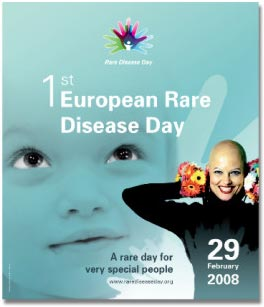 Rare Disease Day
1st
European Rare
Disease Day
A rare day for
very special people
www.rarediseaseday.org
29
February
2008